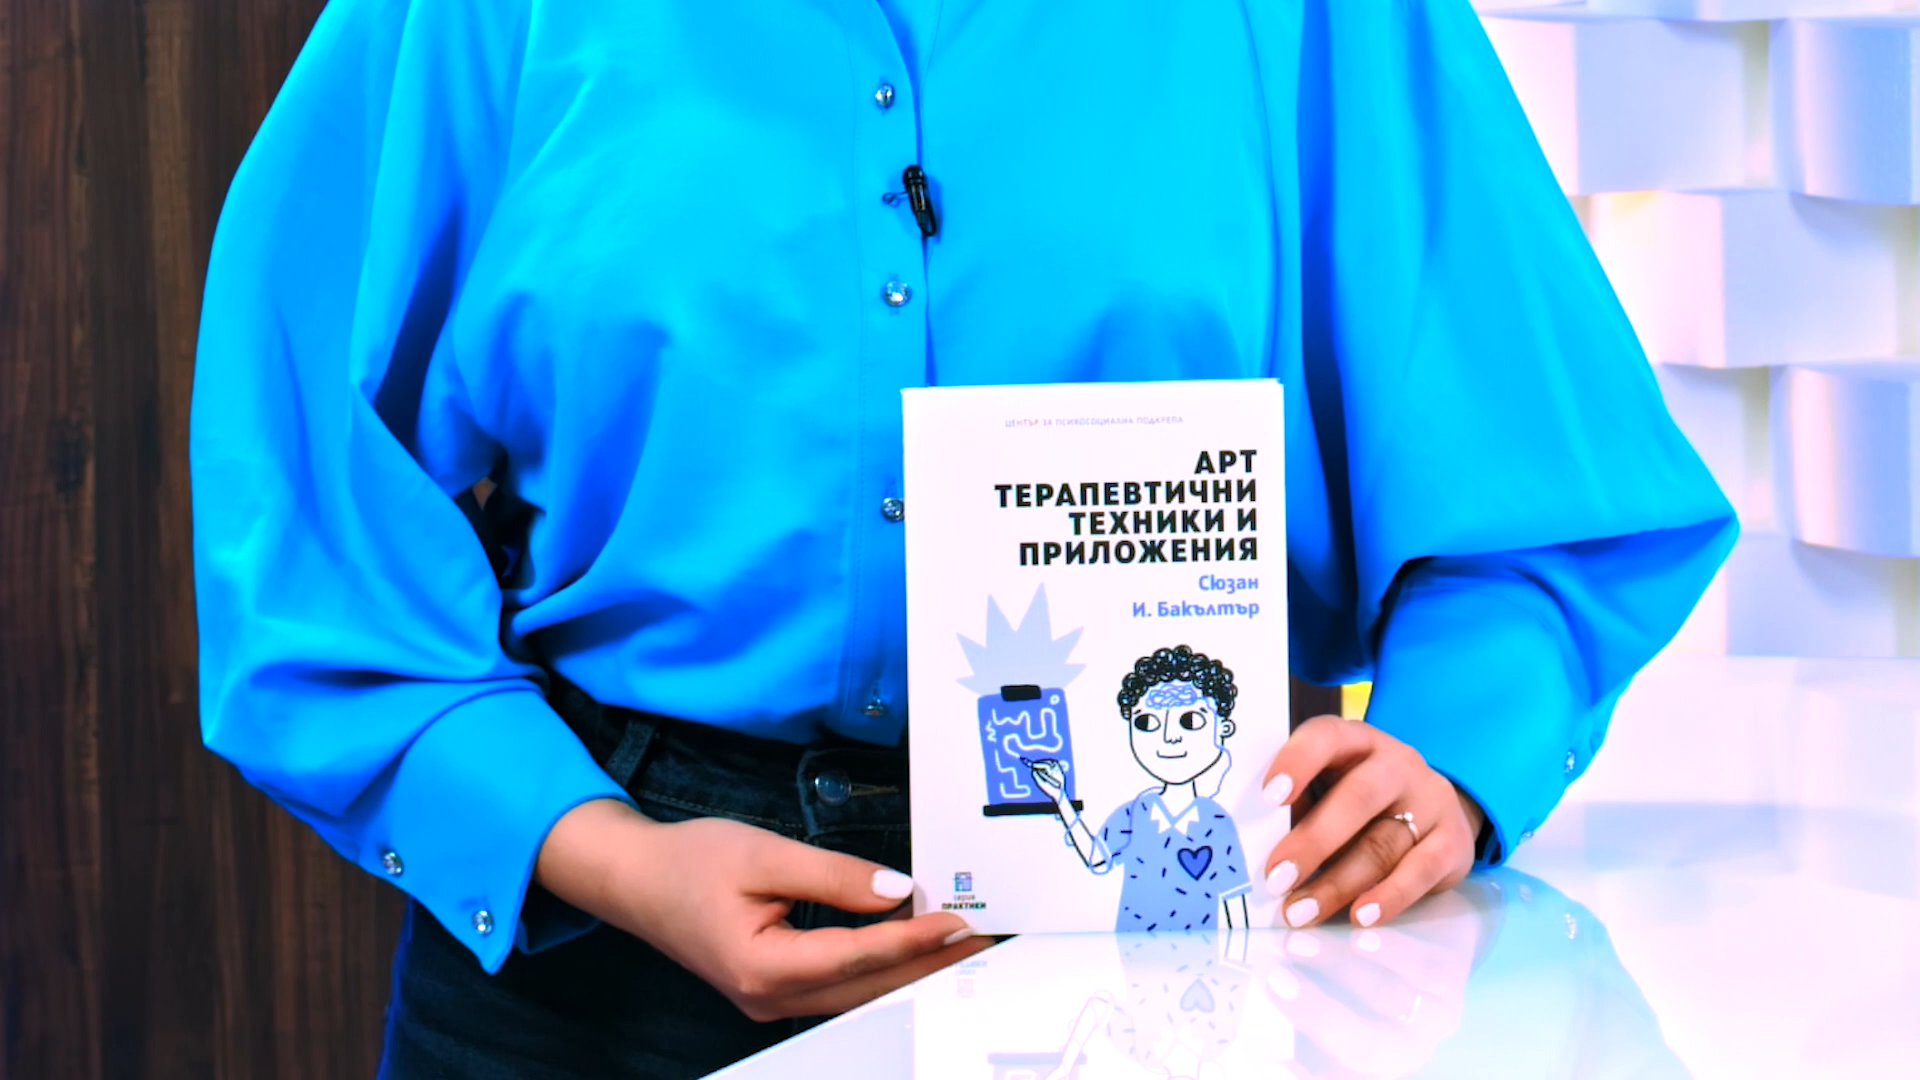 ЦЕНТЪР ЗА ПСИХОСОЦИАЛНА ПОДКРЕПА
АРТ
ТЕРАПЕВТИЧНИ
ТЕХНИКИ И
ПРИЛОЖЕНИЯ
Сюзан
И. Бакълтър
серия
ПРАКТИКИ